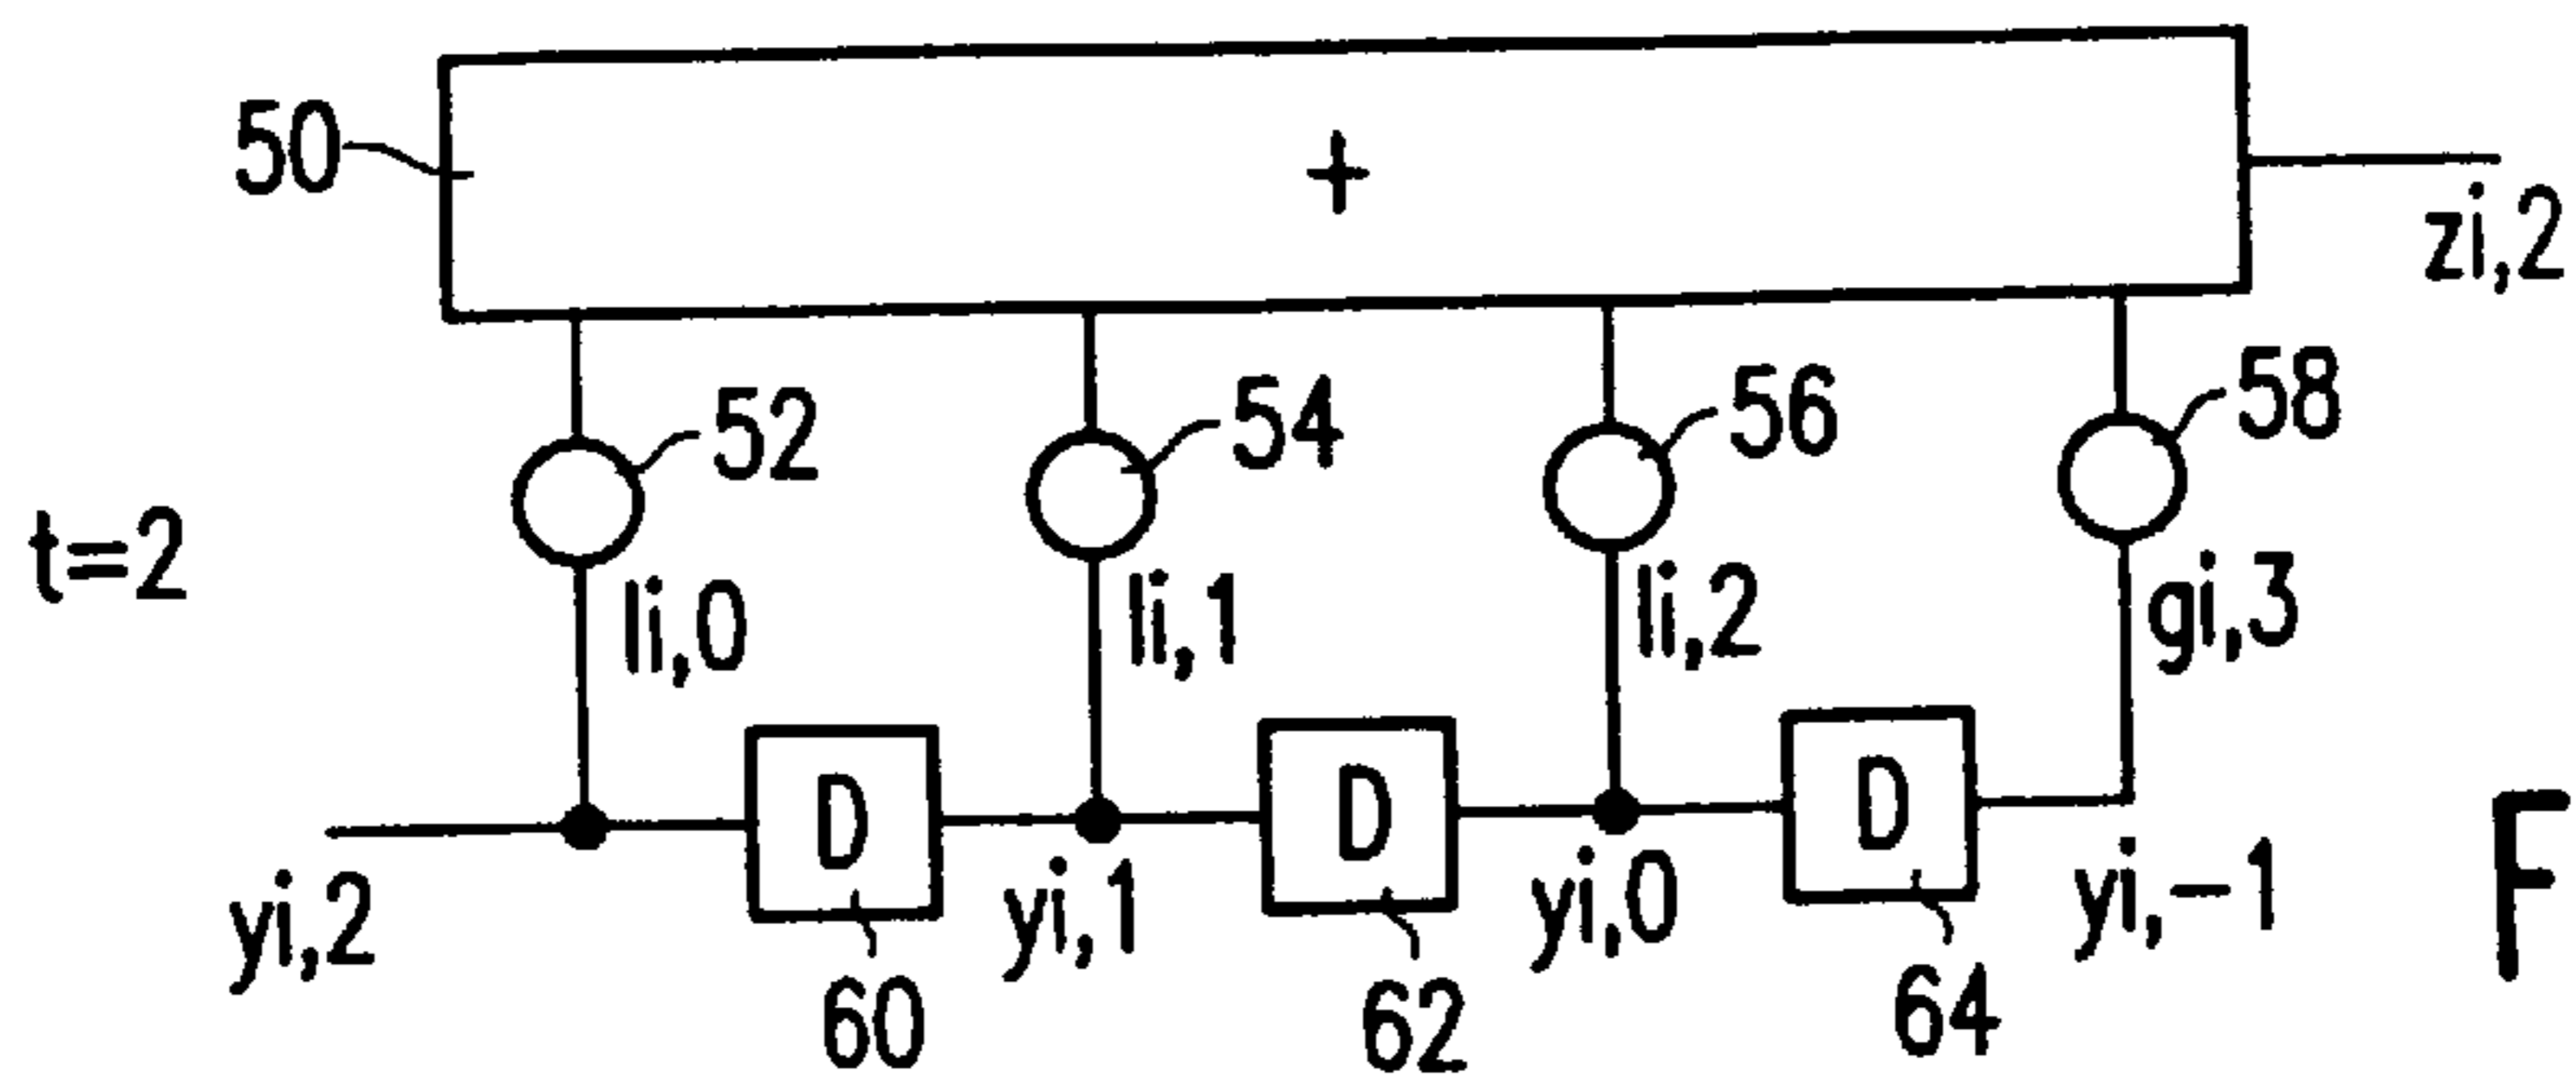 50
+
zi,2
52
54
56
58
t=2
li,0
li,1
li,2
gi,3
D
D
D
F
yi,2
yi,1
yi,0
yi,-1
60
62
64